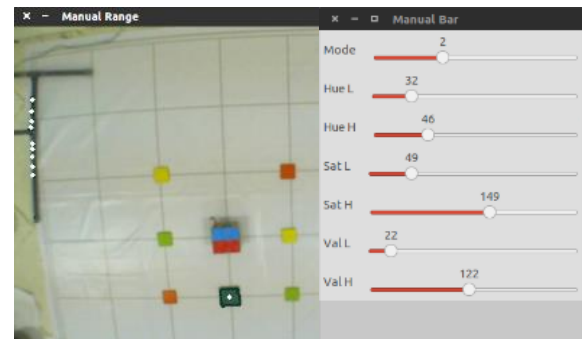 Manual Range
Manual Bar
Mode 2
Hue L 32
Hue H 46
Sat L 49
Sat H 149
Val L 22
Val H 122